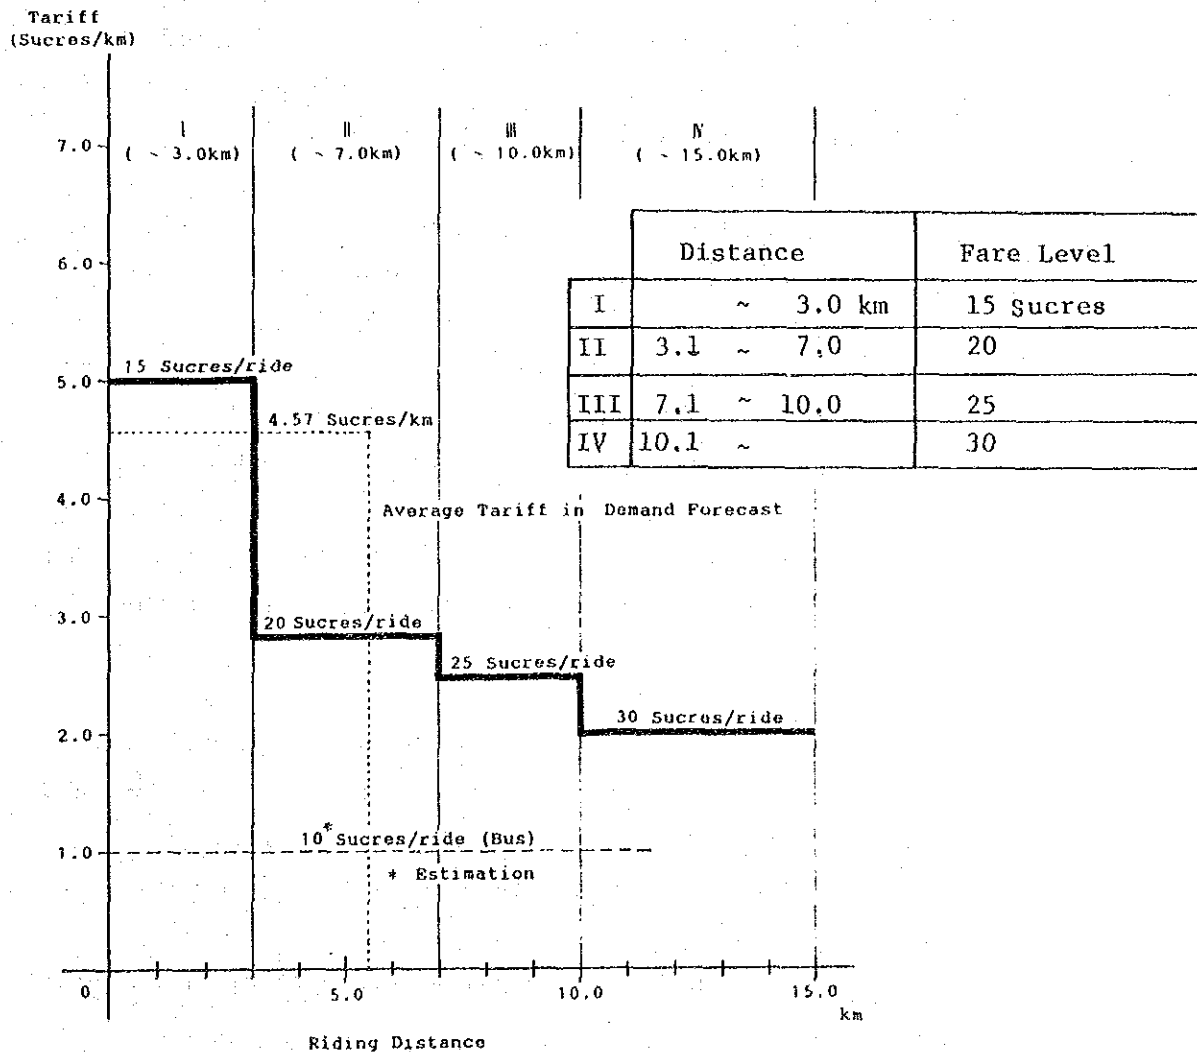 Tariff
(Sucres/km)
I II III IV
( ~ 3.0km) ( ~ 7.0km) ( ~ 10.0km) ( ~ 15.0km)
7.0
6.0
5.0
4.0
3.0
2.0
1.0
Distance Fare Level
I ~ 3.0 km 15 Sucres
II 3.1 ~ 7.0 20
III 7.1 ~ 10.0 25
IV 10.1 ~ 30
15 Sucres/ride
4.57 Sucres/km
Average Tariff in Demand Forecast
20 Sucres/ride
25 Sucres/ride
30 Sucres/ride
10* Sucres/ride (Bus)
* Estimation
0 5.0 10.0 15.0
km
Riding Distance